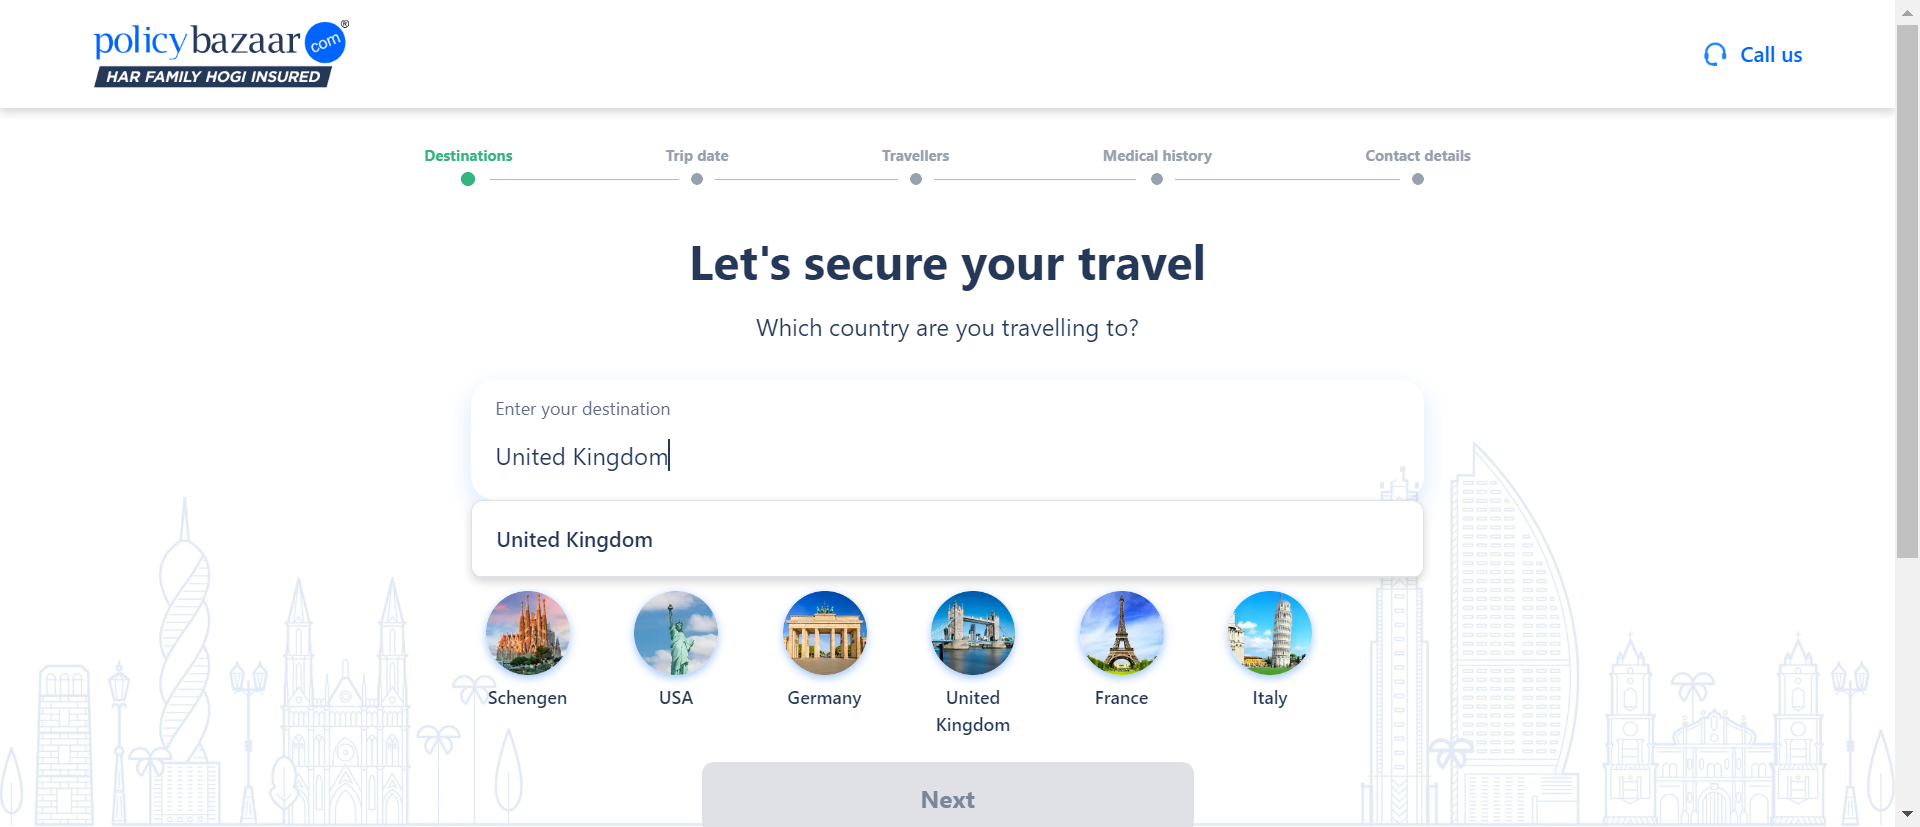 policybazaar.com®
HAR FAMILY HOGI INSURED
Call us
Destinations
Trip date
Travellers
Medical history
Contact details
Let's secure your travel
Which country are you travelling to?
Enter your destination
United Kingdom
United Kingdom
Schengen
USA
Germany
United
Kingdom
France
Italy
Next